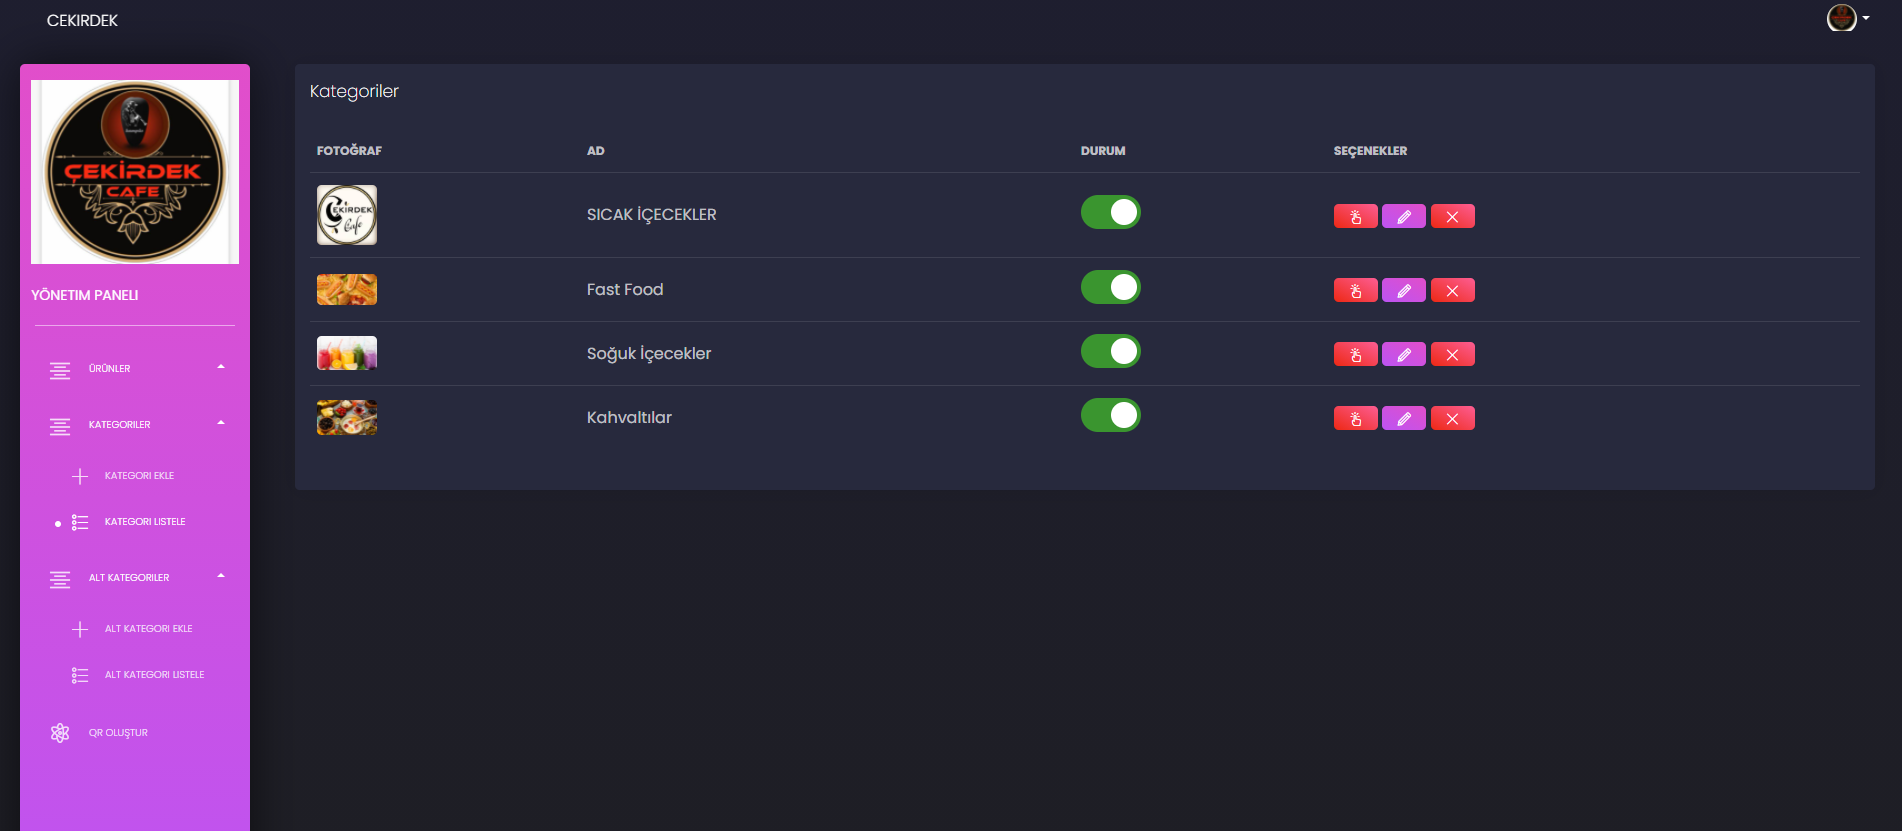 CEKIRDEK
ÇEKİRDEK
CAFE
YÖNETIM PANELI
ÜRÜNLER
KATEGORILER
KATEGORI EKLE
KATEGORI LISTELE
ALT KATEGORILER
ALT KATEGORI EKLE
ALT KATEGORI LISTELE
QR OLUŞTUR
Kategoriler
FOTOĞRAF AD DURUM SEÇENEKLER
ÇEKİRDEK
Cafe
SICAK İÇECEKLER
Fast Food
Soğuk İçecekler
Kahvaltılar